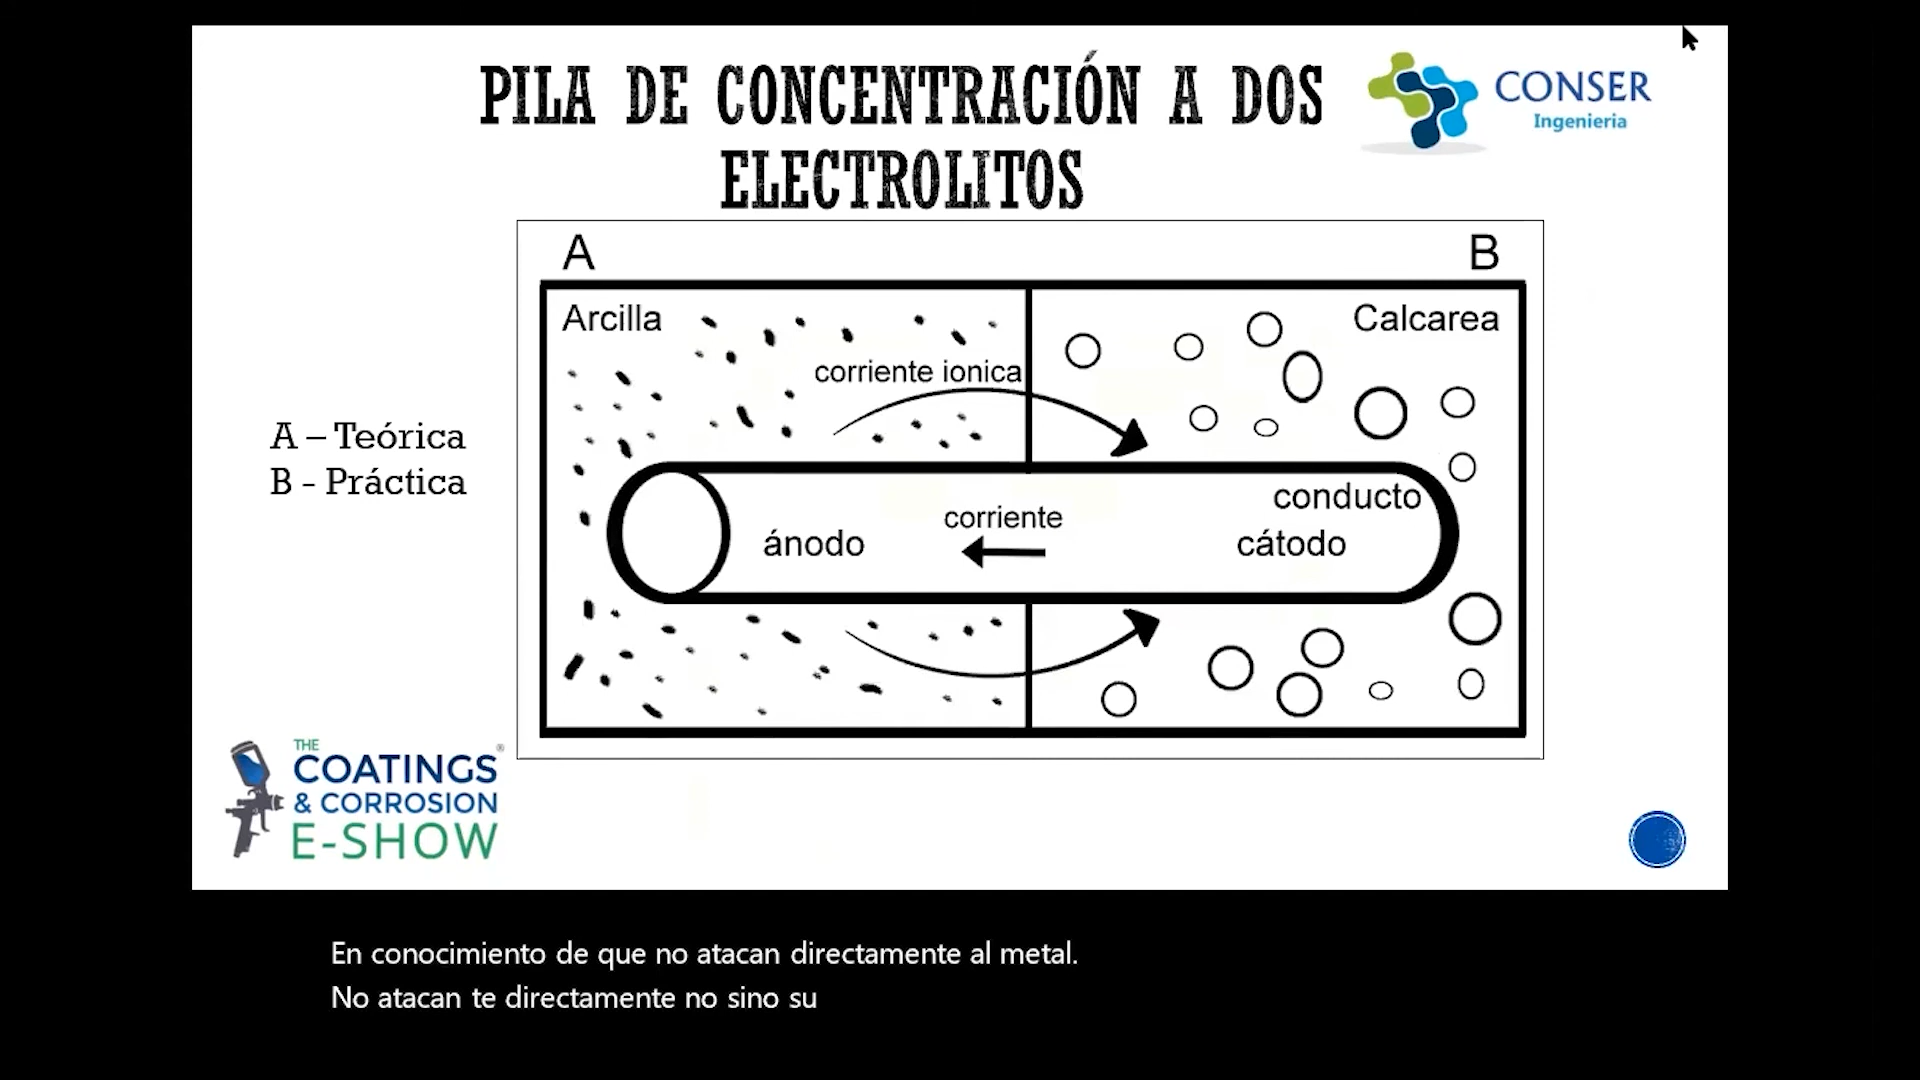 PILA DE CONCENTRACIÓN A DOS
ELECTROLITOS
CONSER
Ingenieria
A B
Arcilla Calcarea
corriente ionica
A – Teórica
B - Práctica
conducto
corriente
ánodo cátodo
THE
COATINGS ®
& CORROSION
E-SHOW
En conocimiento de que no atacan directamente al metal.
No atacan te directamente no sino su